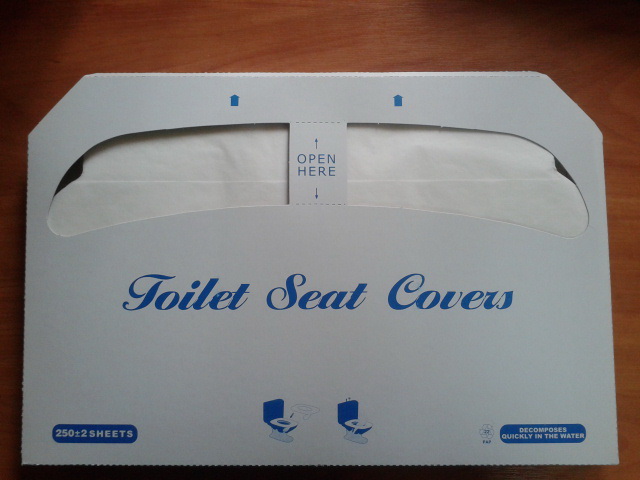 OPEN
HERE
Toilet Seat Covers
250±2 SHEETS
DECOMPOSES
QUICKLY IN THE WATER